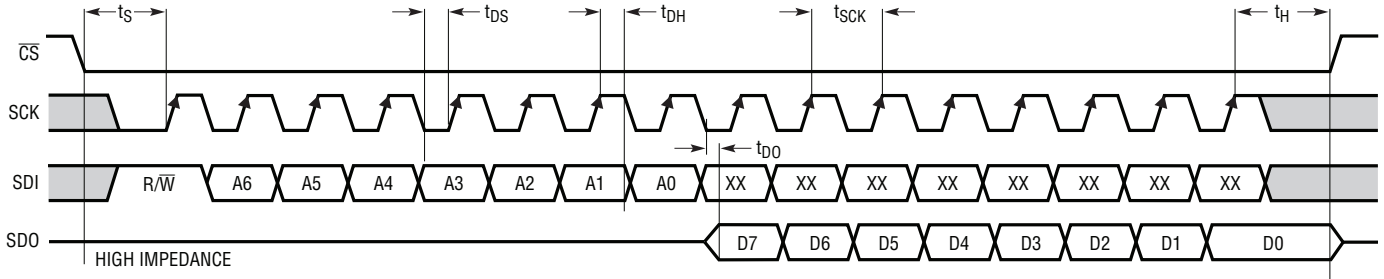 tS tDS tDH tSCK tH
CS
SCK
tDO
SDI R/W A6 A5 A4 A3 A2 A1 A0 XX XX XX XX XX XX XX XX
SDO D7 D6 D5 D4 D3 D2 D1 D0
HIGH IMPEDANCE